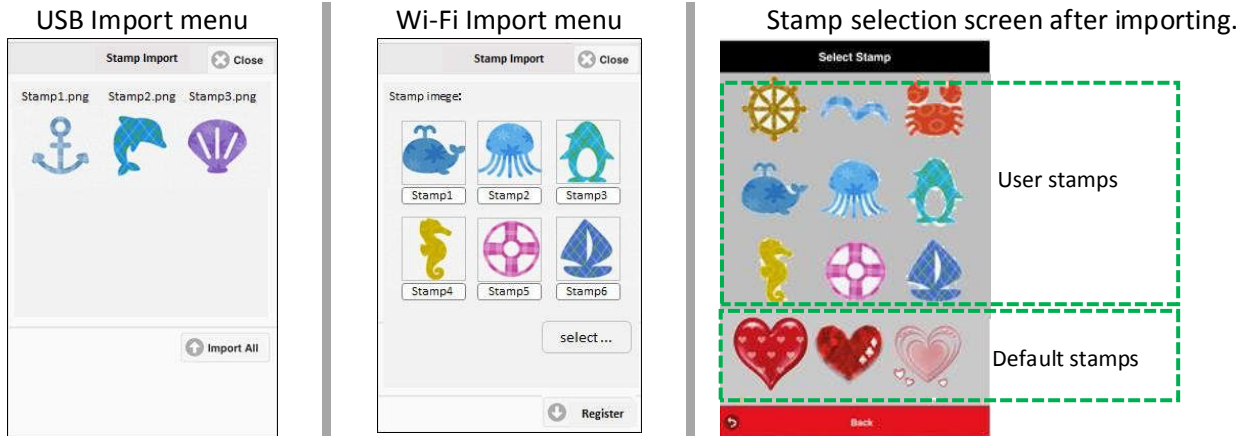 USB Import menu
Stamp Import
Close
Stamp1.png Stamp2.png Stamp3.png
Import All
Wi-Fi Import menu
Stamp Import
Close
Stamp imege:
Stamp1 Stamp2 Stamp3
Stamp4 Stamp5 Stamp6
select...
Register
Stamp selection screen after importing.
Select Stamp
User stamps
Default stamps
Back